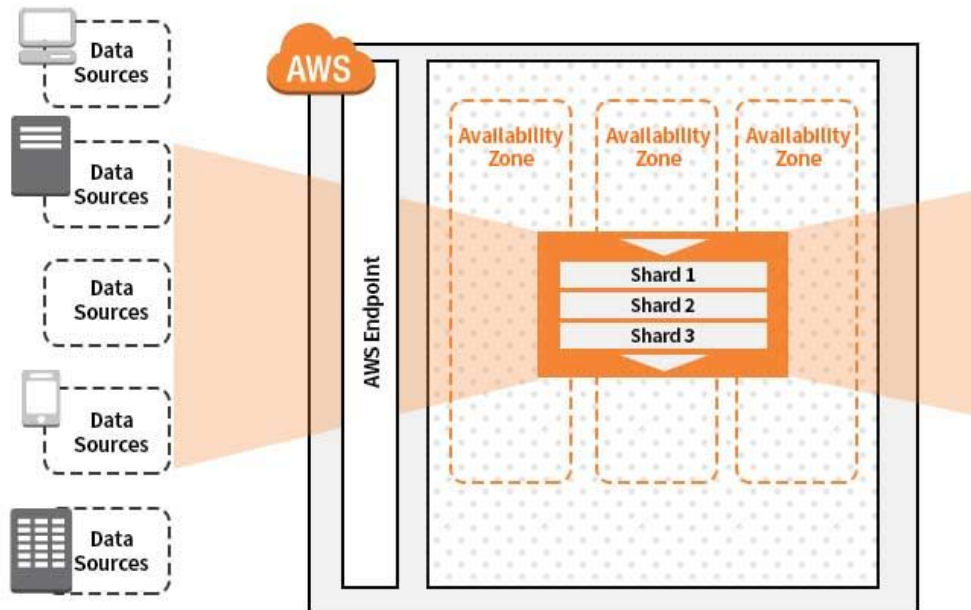 Data
Sources
Data
Sources
Data
Sources
Data
Sources
Data
Sources
AWS
AWS Endpoint
Availability
Zone
Availability
Zone
Availability
Zone
Shard 1
Shard 2
Shard 3